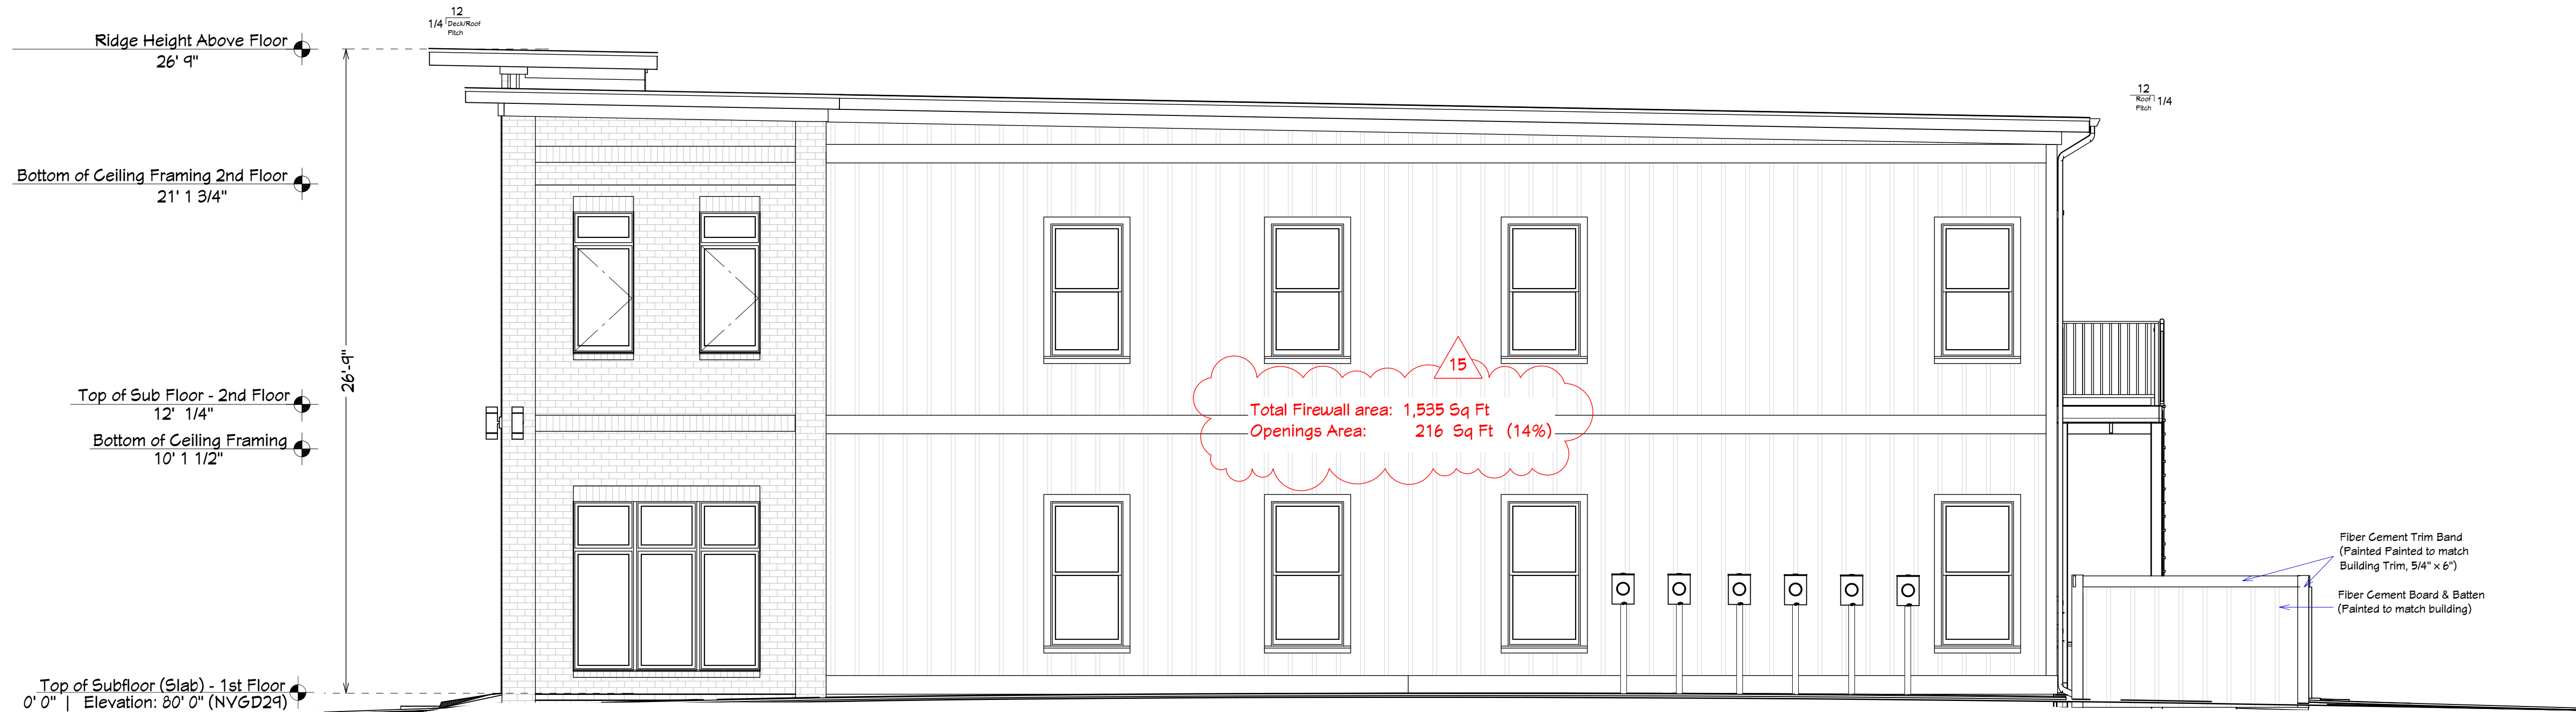 12
1/4 Deck/Roof
Pitch
Ridge Height Above Floor
26' 9"
12
Roof 1/4
Pitch
Bottom of Ceiling Framing 2nd Floor
21' 1 3/4"
26'-9"
15
Top of Sub Floor - 2nd Floor
12' 1/4"
Total Firewall area: 1,535 Sq Ft
Openings Area: 216 Sq Ft (14%)
Bottom of Ceiling Framing
10' 1 1/2"
Fiber Cement Trim Band
(Painted Painted to match
Building Trim, 5/4" x 6")
Fiber Cement Board & Batten
(Painted to match building)
Top of Subfloor (Slab) - 1st Floor
0' 0" | Elevation: 80' 0" (NVGD29)